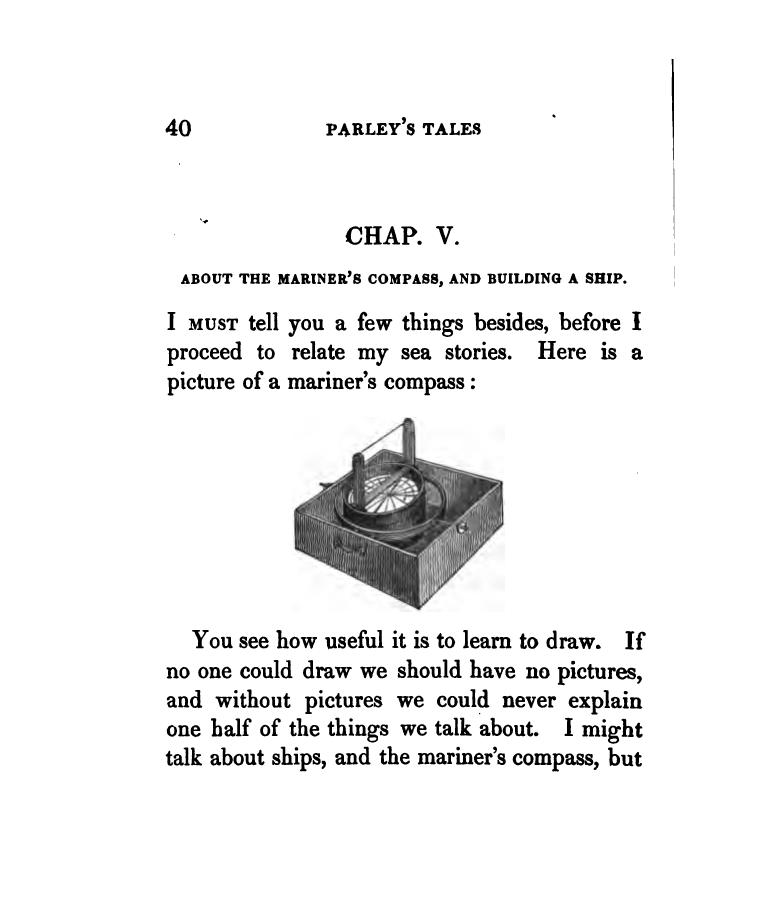 40
PARLEY'S TALES
CHAP. V.
ABOUT THE MARINER'S COMPASS, AND BUILDING A SHIP.
I MUST tell you a few things besides, before I
proceed to relate my sea stories. Here is a
picture of a mariner's compass :
You see how useful it is to learn to draw. If
no one could draw we should have no pictures,
and without pictures we could never explain
one half of the things we talk about. I might
talk about ships, and the mariner's compass, but